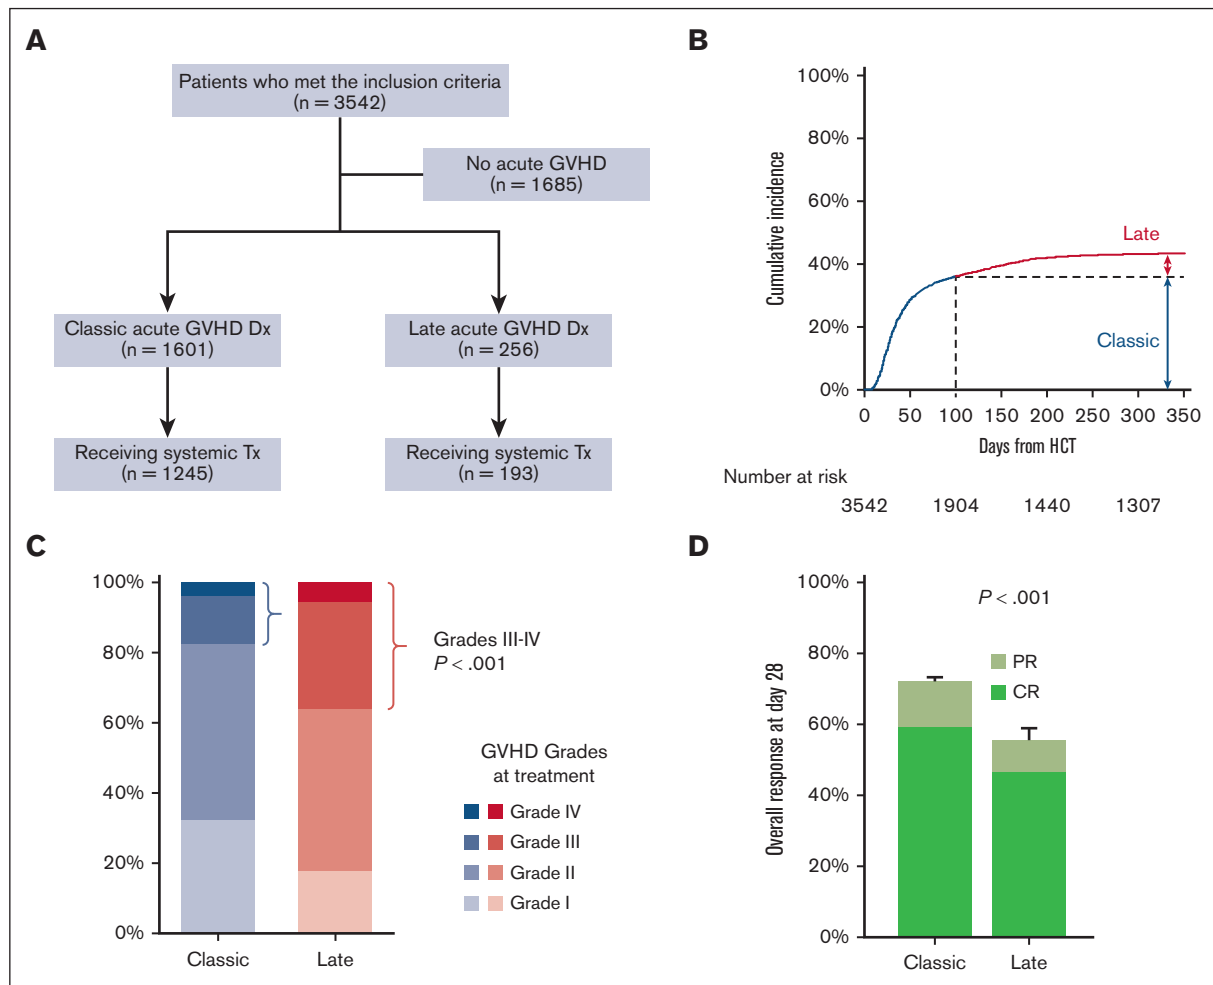 A
Patients who met the inclusion criteria
(n = 3542)
No acute GVHD
(n = 1685)
Classic acute GVHD Dx
(n = 1601)
Late acute GVHD Dx
(n = 256)
Receiving systemic Tx
(n = 1245)
Receiving systemic Tx
(n = 193)
B
Cumulative incidence
100%
80%
60%
40%
20%
0%
Late
Classic
0 50 100 150 200 250 300 350
Days from HCT
Number at risk
3542 1904 1440 1307
C
100%
80%
60%
40%
20%
0%
Classic Late
Grades III-IV
P < .001
GVHD Grades
at treatment
Grade IV
Grade III
Grade II
Grade I
D
Overall response at day 28
100%
80%
60%
40%
20%
0%
P < .001
PR
CR
Classic Late